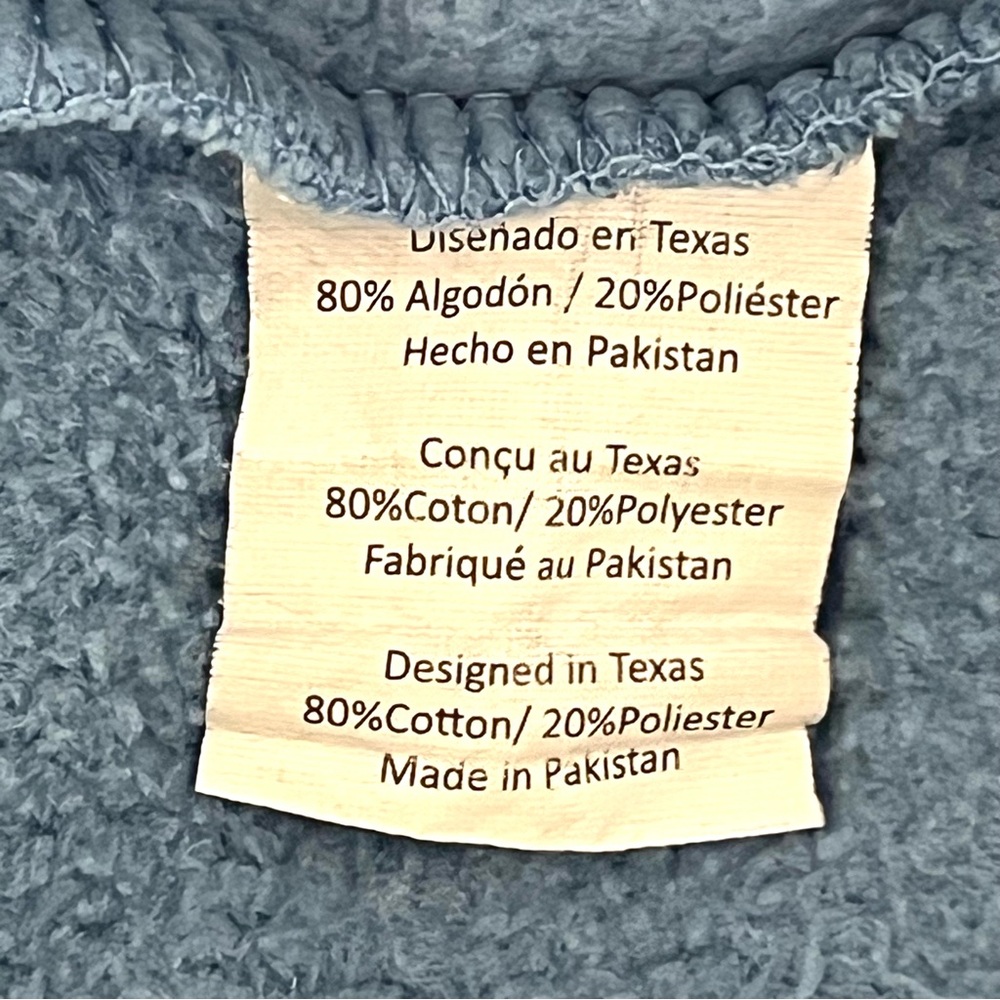 Diseñado en Texas
80% Algodón / 20%Poliéster
Hecho en Pakistan
Conçu au Texas
80%Coton/ 20%Polyester
Fabriqué au Pakistan
Designed in Texas
80%Cotton/ 20%Poliester
Made in Pakistan